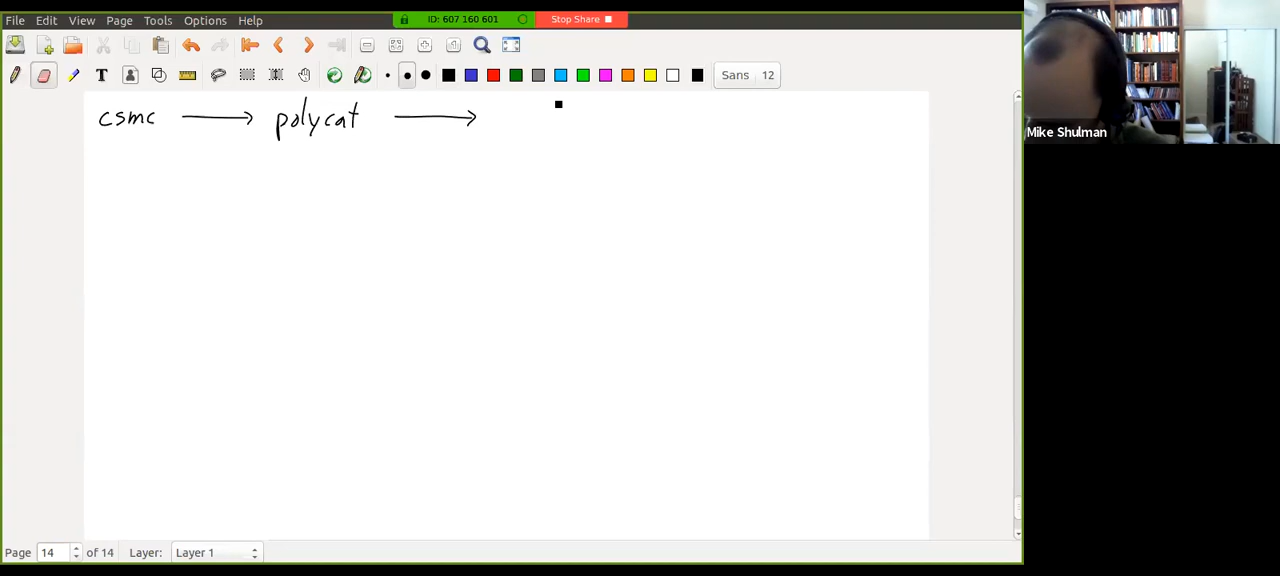 File Edit View Page Tools Options Help
ID: 607 160 601 Stop Share
Sans 12
csmc → polycat →
Mike Shulman
Page 14 of 14 Layer: Layer 1